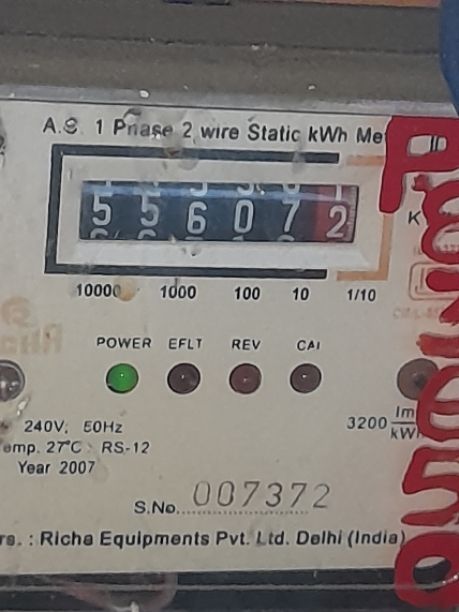 A.C. 1 Phase 2 wire Static kWh Me
5 5 6 0 7 2
10000 1000 100 10 1/10
POWER EFLT REV CAl
240V, 50Hz
3200 Im
kW
emp. 27°C RS-12
Year 2007
S.No. 007372
rs. : Richa Equipments Pvt. Ltd. Delhi (India)